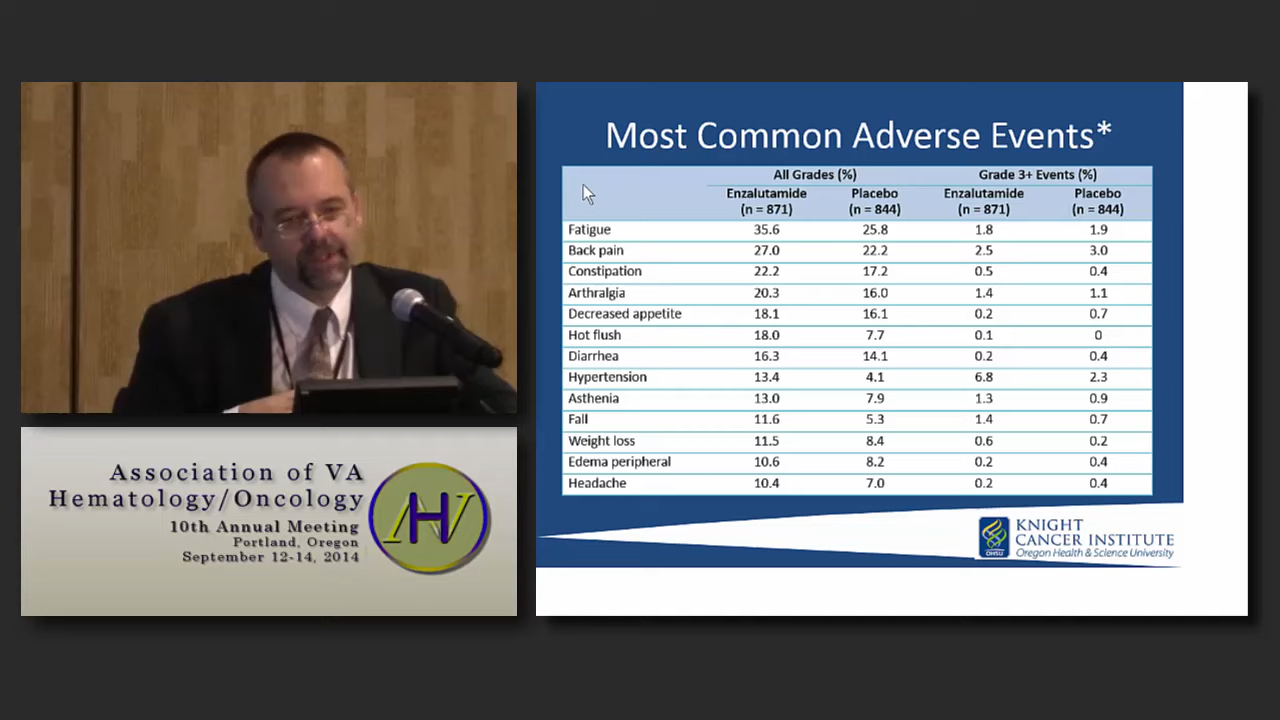 Association of VA
Hematology/Oncology
10th Annual Meeting
Portland, Oregon
September 12-14, 2014
AHV
Most Common Adverse Events*
All Grades (%) Grade 3+ Events (%)
Enzalutamide (n = 871) Placebo (n = 844) Enzalutamide (n = 871) Placebo (n = 844)
Fatigue 35.6 25.8 1.8 1.9
Back pain 27.0 22.2 2.5 3.0
Constipation 22.2 17.2 0.5 0.4
Arthralgia 20.3 16.0 1.4 1.1
Decreased appetite 18.1 16.1 0.2 0.7
Hot flush 18.0 7.7 0.1 0
Diarrhea 16.3 14.1 0.2 0.4
Hypertension 13.4 4.1 6.8 2.3
Asthenia 13.0 7.9 1.3 0.9
Fall 11.6 5.3 1.4 0.7
Weight loss 11.5 8.4 0.6 0.2
Edema peripheral 10.6 8.2 0.2 0.4
Headache 10.4 7.0 0.2 0.4
OHSU
KNIGHT
CANCER INSTITUTE
Oregon Health & Science University